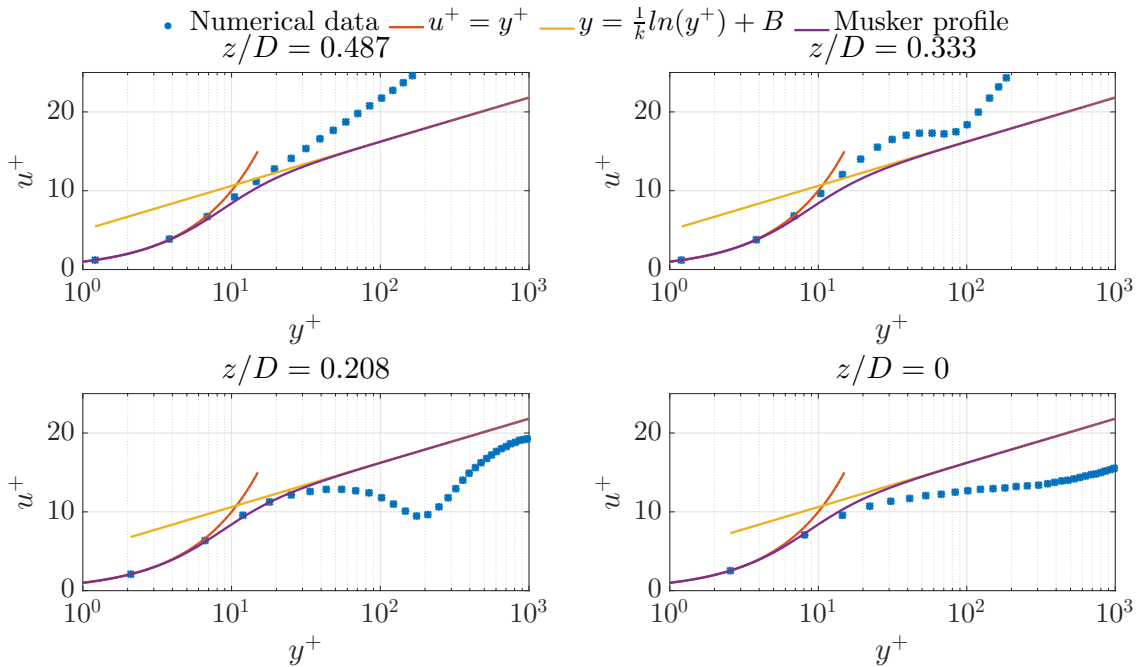 Numerical data u⁺ = y⁺ y = 1/k ln(y⁺) + B Musker profile
z/D = 0.487 z/D = 0.333
20 20
10 10
0 0
u⁺ u⁺
10⁰ 10¹ 10² 10³ 10⁰ 10¹ 10² 10³
y⁺ y⁺
z/D = 0.208 z/D = 0
20 20
10 10
0 0
u⁺ u⁺
10⁰ 10¹ 10² 10³ 10⁰ 10¹ 10² 10³
y⁺ y⁺